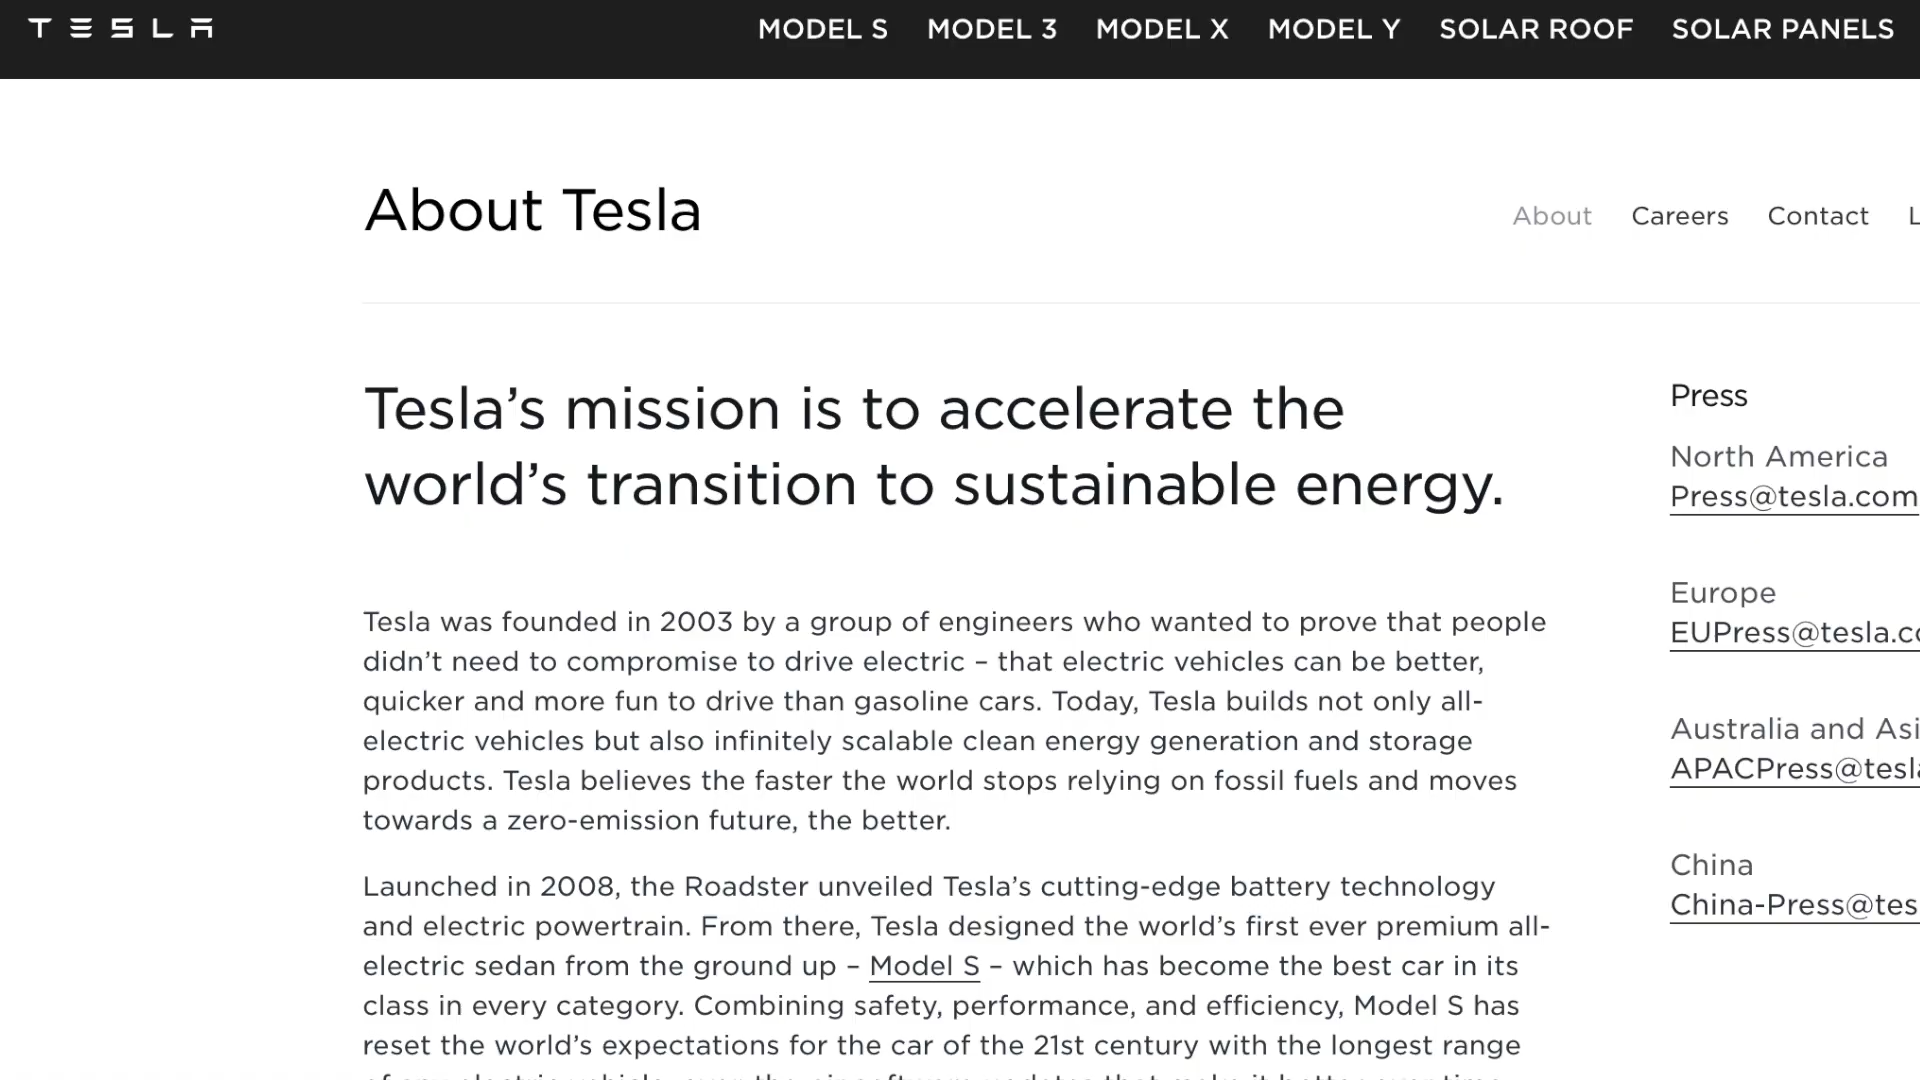 TESLA
MODEL S MODEL 3 MODEL X MODEL Y SOLAR ROOF SOLAR PANELS
About Tesla
About Careers Contact L
Tesla’s mission is to accelerate the
world’s transition to sustainable energy.
Tesla was founded in 2003 by a group of engineers who wanted to prove that people
didn’t need to compromise to drive electric – that electric vehicles can be better,
quicker and more fun to drive than gasoline cars. Today, Tesla builds not only all-
electric vehicles but also infinitely scalable clean energy generation and storage
products. Tesla believes the faster the world stops relying on fossil fuels and moves
towards a zero-emission future, the better.
Launched in 2008, the Roadster unveiled Tesla’s cutting-edge battery technology
and electric powertrain. From there, Tesla designed the world’s first ever premium all-
electric sedan from the ground up – Model S – which has become the best car in its
class in every category. Combining safety, performance, and efficiency, Model S has
reset the world’s expectations for the car of the 21st century with the longest range
Press
North America
Press@tesla.com
Europe
EUPress@tesla.co
Australia and Asi
APACPress@tesla
China
China-Press@tes